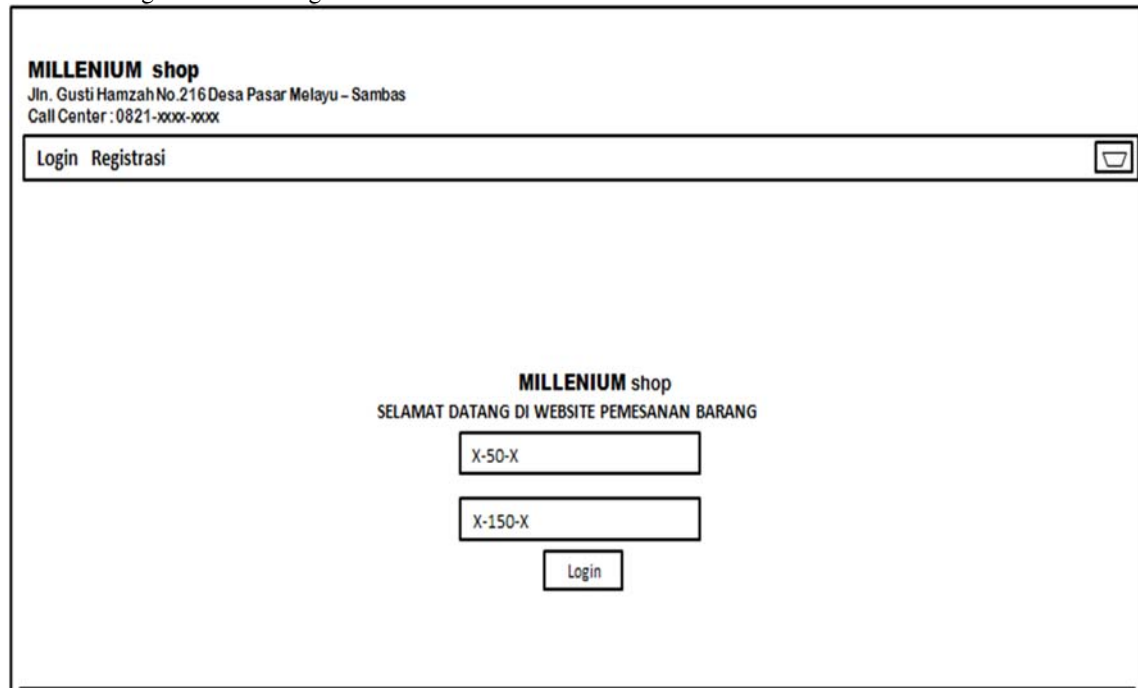 MILLENIUM shop
Jln. Gusti Hamzah No.216 Desa Pasar Melayu – Sambas
Call Center : 0821-xxxx-xxxx
Login Registrasi
MILLENIUM shop
SELAMAT DATANG DI WEBSITE PEMESANAN BARANG
X-50-X
X-150-X
Login